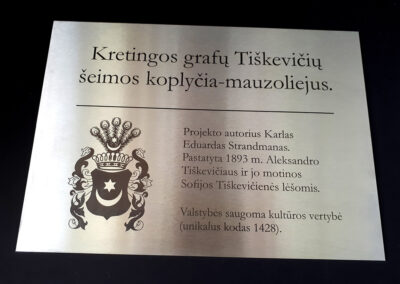 Kretingos grafų Tiškevičių
šeimos koplyčia-mauzoliejus.
Projekto autorius Karlas
Eduardas Strandmanas.
Pastatyta 1893 m. Aleksandro
Tiškevičiaus ir jo motinos
Sofijos Tiškevičienės lėšomis.
Valstybės saugoma kultūros vertybė
(unikalus kodas 1428).